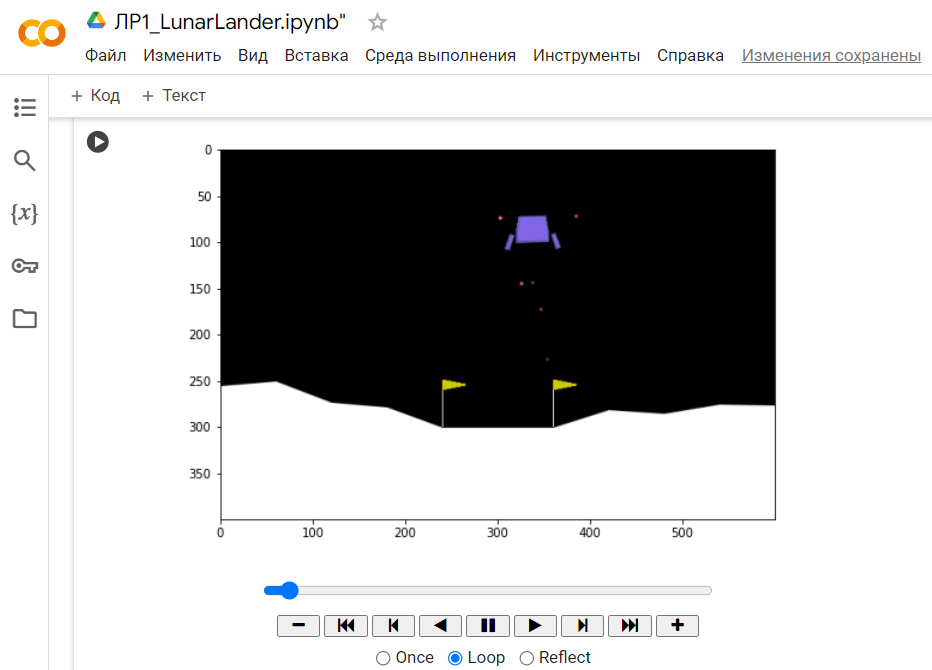 ЛР1_LunarLander.ipynb"
Файл Изменить Вид Вставка Среда выполнения Инструменты Справка Изменения сохранены
+ Код + Текст
{x}
0
50
100
150
200
250
300
350
0 100 200 300 400 500
Once Loop Reflect